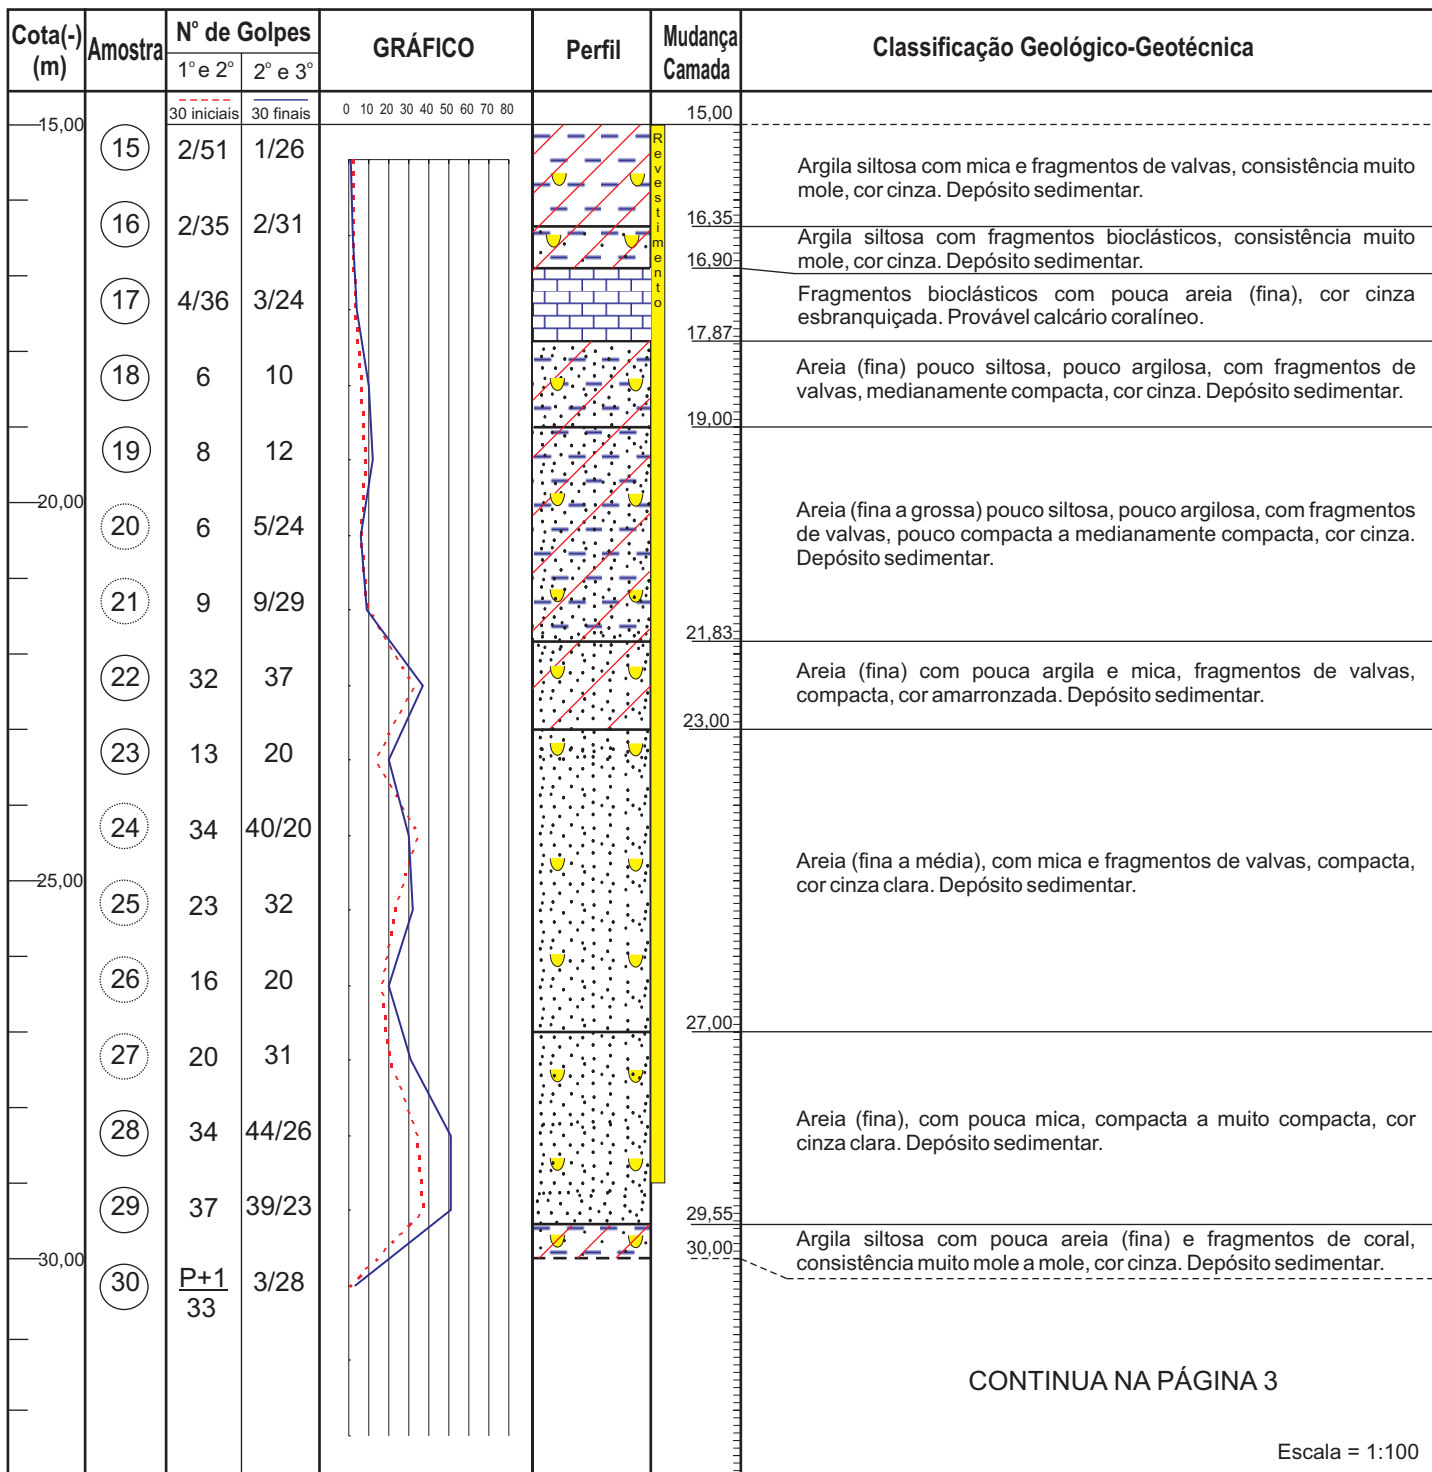 Cota(-) (m) Amostra N° de Golpes GRÁFICO Perfil Mudança Camada Classificação Geológico-Geotécnica
1° e 2° 2° e 3°
30 iniciais 30 finais 0 10 20 30 40 50 60 70 80 15,00
15,00
Revestimento
15 2/51 1/26
Argila siltosa com mica e fragmentos de valvas, consistência muito
mole, cor cinza. Depósito sedimentar.
16 2/35 2/31 16,35
Argila siltosa com fragmentos bioclásticos, consistência muito
mole, cor cinza. Depósito sedimentar.
16,90
17 4/36 3/24
Fragmentos bioclásticos com pouca areia (fina), cor cinza
esbranquiçada. Provável calcário coralíneo.
17,87
18 6 10
Areia (fina) pouco siltosa, pouco argilosa, com fragmentos de
valvas, medianamente compacta, cor cinza. Depósito sedimentar.
19,00
19 8 12
20,00
Areia (fina a grossa) pouco siltosa, pouco argilosa, com fragmentos
de valvas, pouco compacta a medianamente compacta, cor cinza.
Depósito sedimentar.
20 6 5/24
21 9 9/29
21,83
22 32 37
Areia (fina) com pouca argila e mica, fragmentos de valvas,
compacta, cor amarronzada. Depósito sedimentar.
23,00
23 13 20
24 34 40/20
Areia (fina a média), com mica e fragmentos de valvas, compacta,
cor cinza clara. Depósito sedimentar.
25,00
25 23 32
26 16 20
27,00
27 20 31
28 34 44/26
Areia (fina), com pouca mica, compacta a muito compacta, cor
cinza clara. Depósito sedimentar.
29 37 39/23
29,55
Argila siltosa com pouca areia (fina) e fragmentos de coral,
consistência muito mole a mole, cor cinza. Depósito sedimentar.
30,00 30,00
30 P+1 3/28
33
CONTINUA NA PÁGINA 3
Escala = 1:100